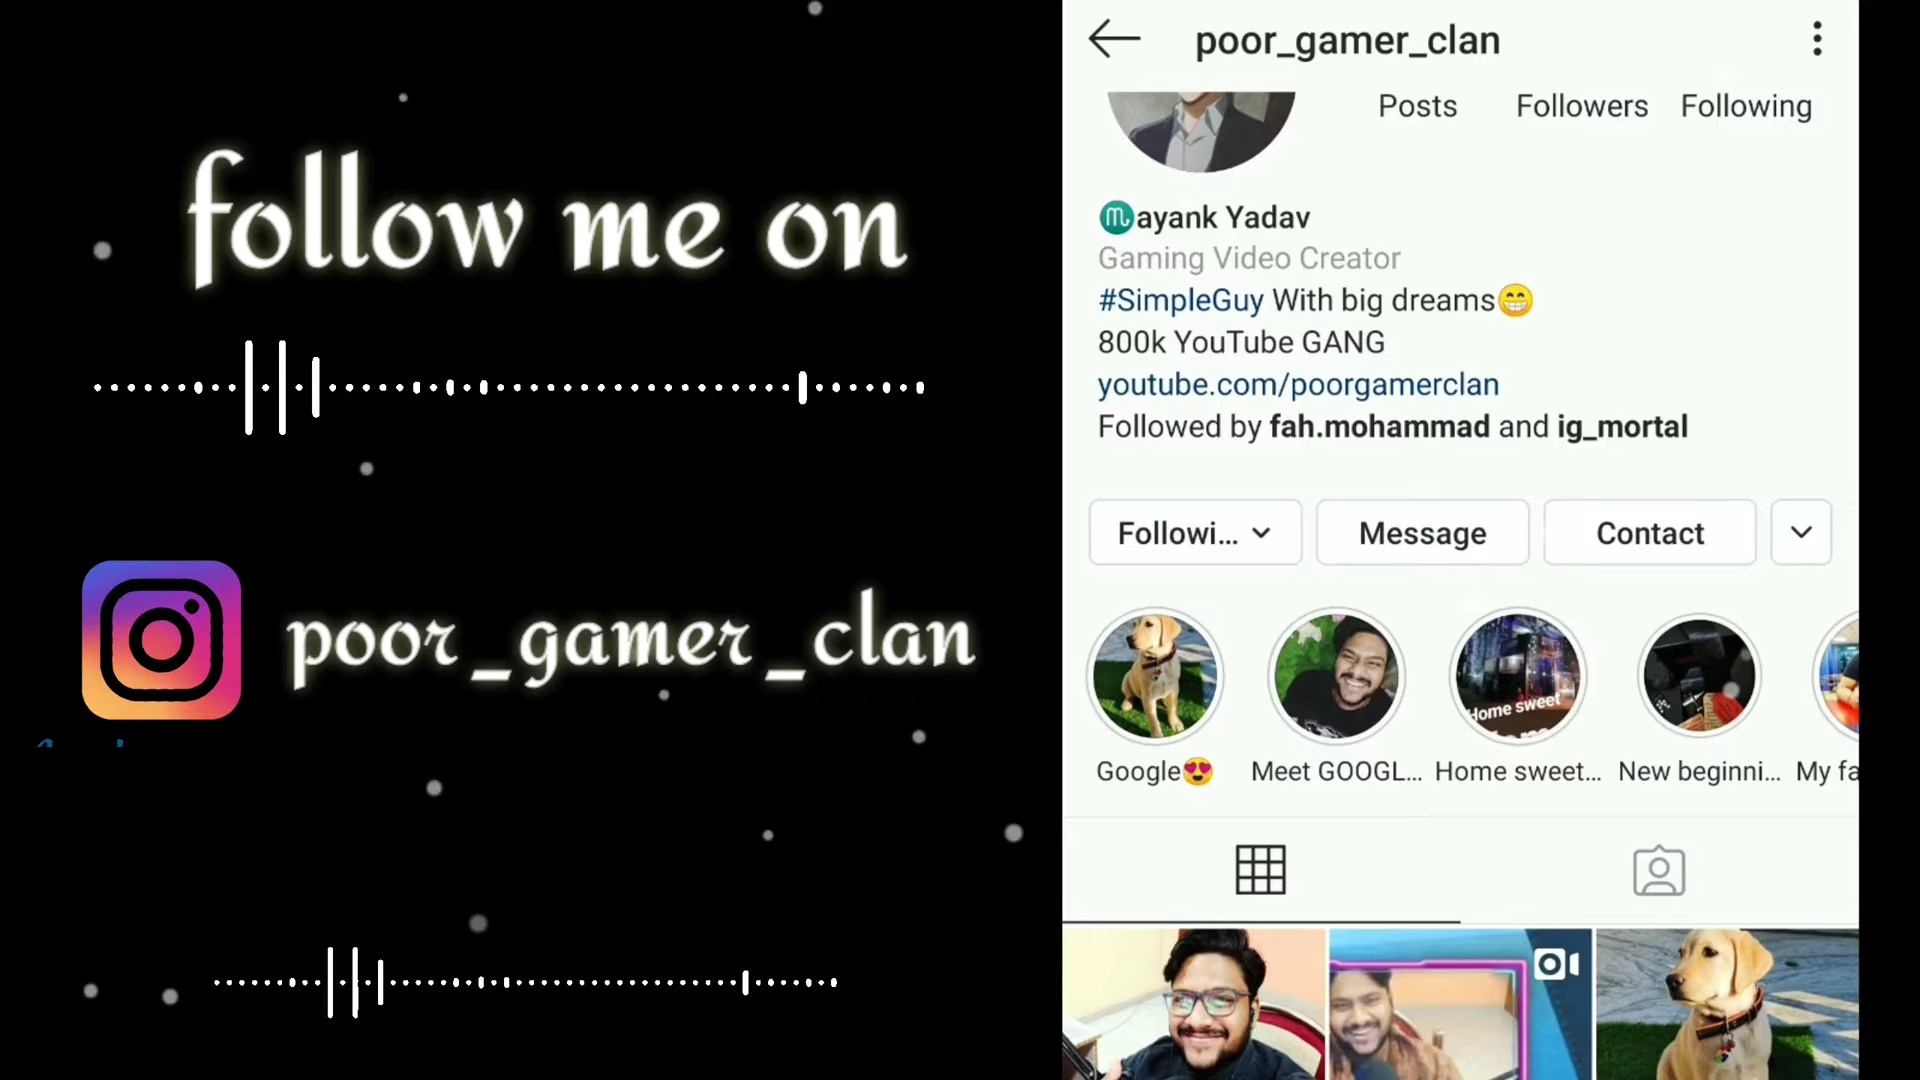 follow me on
poor_gamer_clan
poor_gamer_clan
Posts Followers Following
♏ayank Yadav
Gaming Video Creator
#SimpleGuy With big dreams😁
800k YouTube GANG
youtube.com/poorgamerclan
Followed by fah.mohammad and ig_mortal
Followi... Message Contact
Home sweet
Google😍 Meet GOOGL... Home sweet... New beginni... My fa